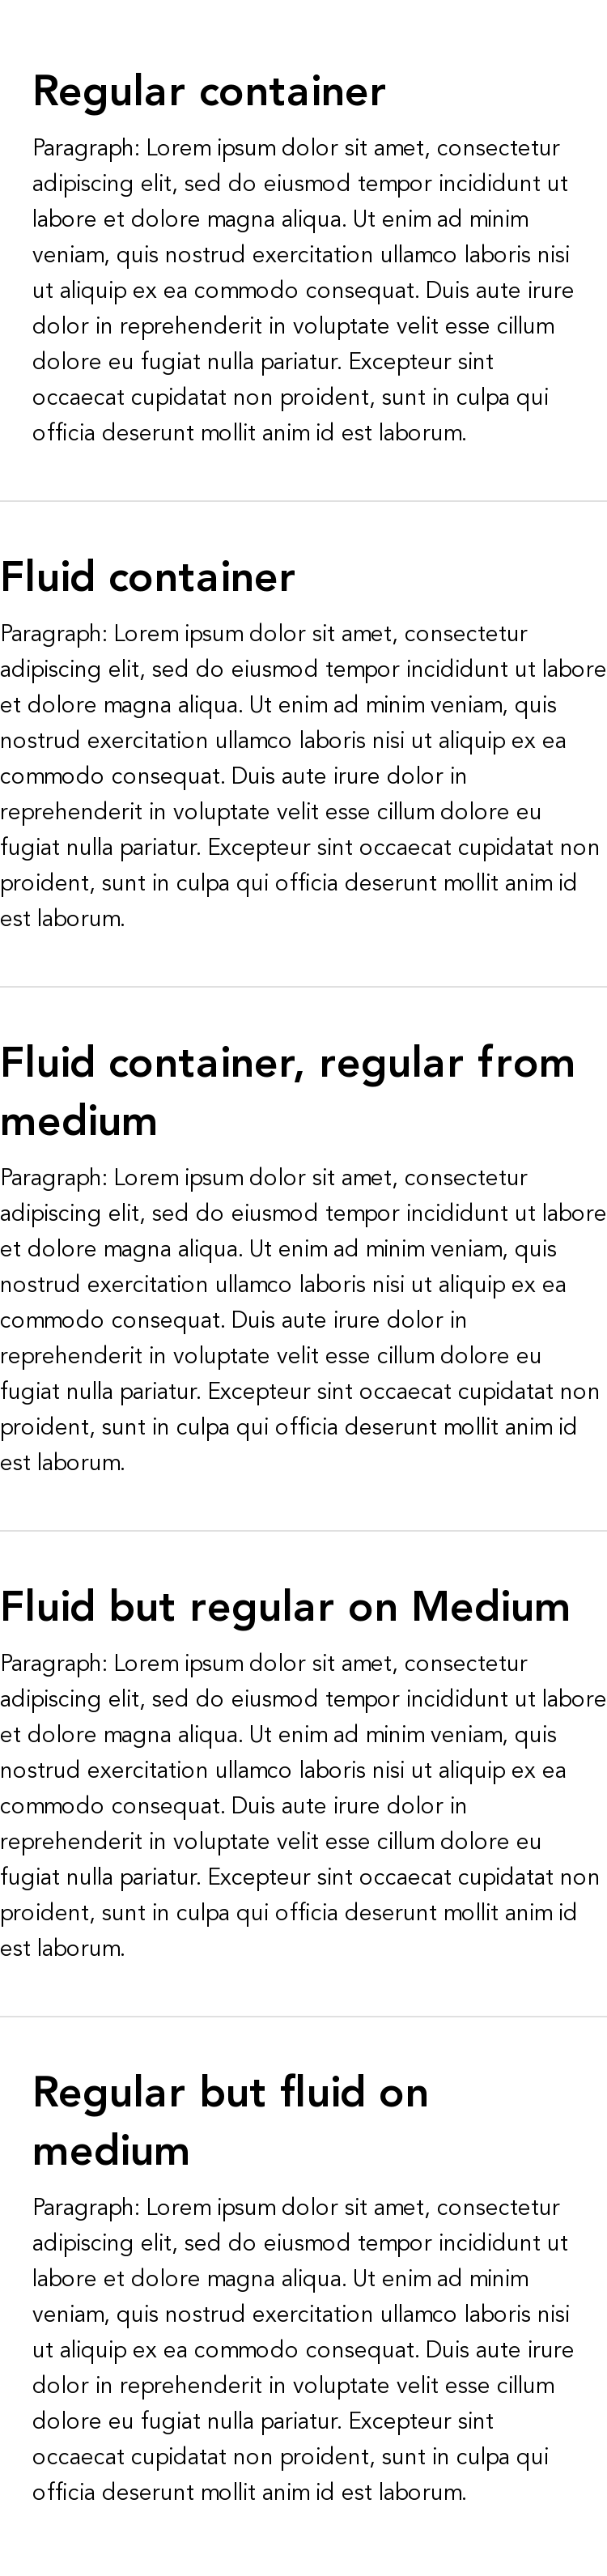 Regular container
Paragraph: Lorem ipsum dolor sit amet, consectetur
adipiscing elit, sed do eiusmod tempor incididunt ut
labore et dolore magna aliqua. Ut enim ad minim
veniam, quis nostrud exercitation ullamco laboris nisi
ut aliquip ex ea commodo consequat. Duis aute irure
dolor in reprehenderit in voluptate velit esse cillum
dolore eu fugiat nulla pariatur. Excepteur sint
occaecat cupidatat non proident, sunt in culpa qui
officia deserunt mollit anim id est laborum.
Fluid container
Paragraph: Lorem ipsum dolor sit amet, consectetur
adipiscing elit, sed do eiusmod tempor incididunt ut labore
et dolore magna aliqua. Ut enim ad minim veniam, quis
nostrud exercitation ullamco laboris nisi ut aliquip ex ea
commodo consequat. Duis aute irure dolor in
reprehenderit in voluptate velit esse cillum dolore eu
fugiat nulla pariatur. Excepteur sint occaecat cupidatat non
proident, sunt in culpa qui officia deserunt mollit anim id
est laborum.
Fluid container, regular from
medium
Paragraph: Lorem ipsum dolor sit amet, consectetur
adipiscing elit, sed do eiusmod tempor incididunt ut labore
et dolore magna aliqua. Ut enim ad minim veniam, quis
nostrud exercitation ullamco laboris nisi ut aliquip ex ea
commodo consequat. Duis aute irure dolor in
reprehenderit in voluptate velit esse cillum dolore eu
fugiat nulla pariatur. Excepteur sint occaecat cupidatat non
proident, sunt in culpa qui officia deserunt mollit anim id
est laborum.
Fluid but regular on Medium
Paragraph: Lorem ipsum dolor sit amet, consectetur
adipiscing elit, sed do eiusmod tempor incididunt ut labore
et dolore magna aliqua. Ut enim ad minim veniam, quis
nostrud exercitation ullamco laboris nisi ut aliquip ex ea
commodo consequat. Duis aute irure dolor in
reprehenderit in voluptate velit esse cillum dolore eu
fugiat nulla pariatur. Excepteur sint occaecat cupidatat non
proident, sunt in culpa qui officia deserunt mollit anim id
est laborum.
Regular but fluid on
medium
Paragraph: Lorem ipsum dolor sit amet, consectetur
adipiscing elit, sed do eiusmod tempor incididunt ut
labore et dolore magna aliqua. Ut enim ad minim
veniam, quis nostrud exercitation ullamco laboris nisi
ut aliquip ex ea commodo consequat. Duis aute irure
dolor in reprehenderit in voluptate velit esse cillum
dolore eu fugiat nulla pariatur. Excepteur sint
occaecat cupidatat non proident, sunt in culpa qui
officia deserunt mollit anim id est laborum.